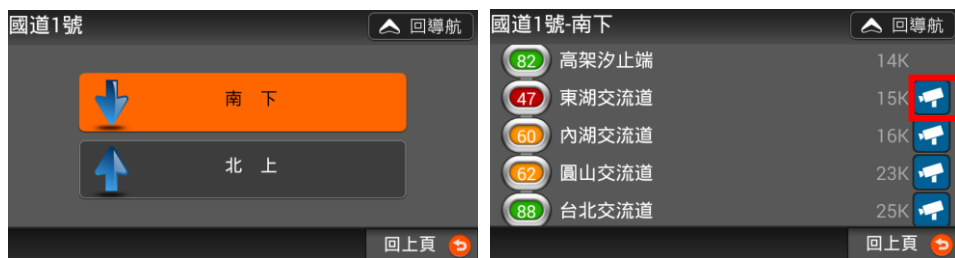 國道1號
回導航
南 下
北 上
回上頁
國道1號-南下
回導航
82 高架汐止端 14K
47 東湖交流道 15K
60 內湖交流道 16K
62 圓山交流道 23K
88 台北交流道 25K
回上頁